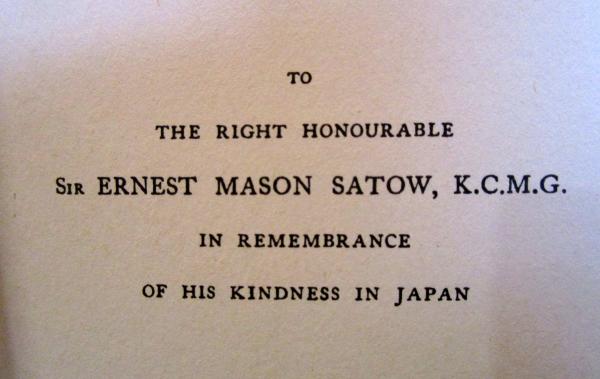 TO
THE RIGHT HONOURABLE
SIR ERNEST MASON SATOW, K.C.M.G.
IN REMEMBRANCE
OF HIS KINDNESS IN JAPAN